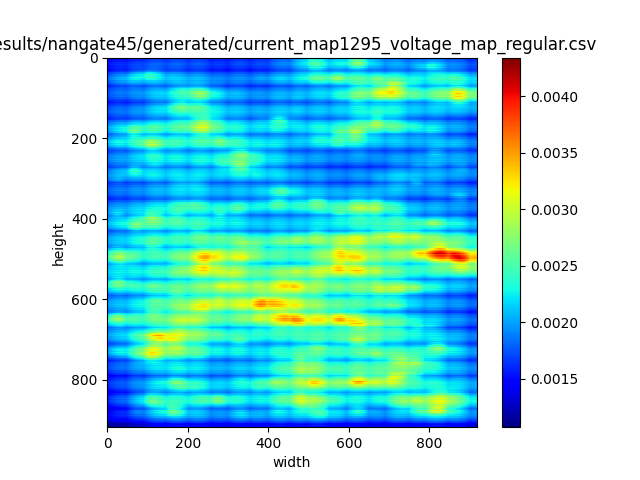 esults/nangate45/generated/current_map1295_voltage_map_regular.csv
0
200
400
600
800
height
0 200 400 600 800
width
0.0040
0.0035
0.0030
0.0025
0.0020
0.0015